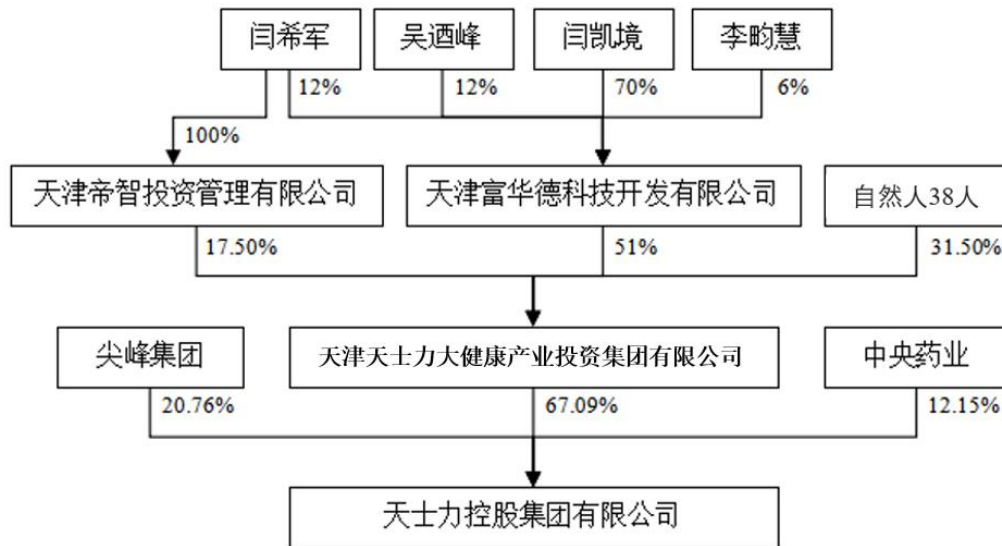 闫希军
吴迺峰
闫凯境
李畇慧
12%
12%
70%
6%
100%
天津帝智投资管理有限公司
天津富华德科技开发有限公司
自然人38人
17.50%
51%
31.50%
尖峰集团
天津天士力大健康产业投资集团有限公司
中央药业
20.76%
67.09%
12.15%
天士力控股集团有限公司